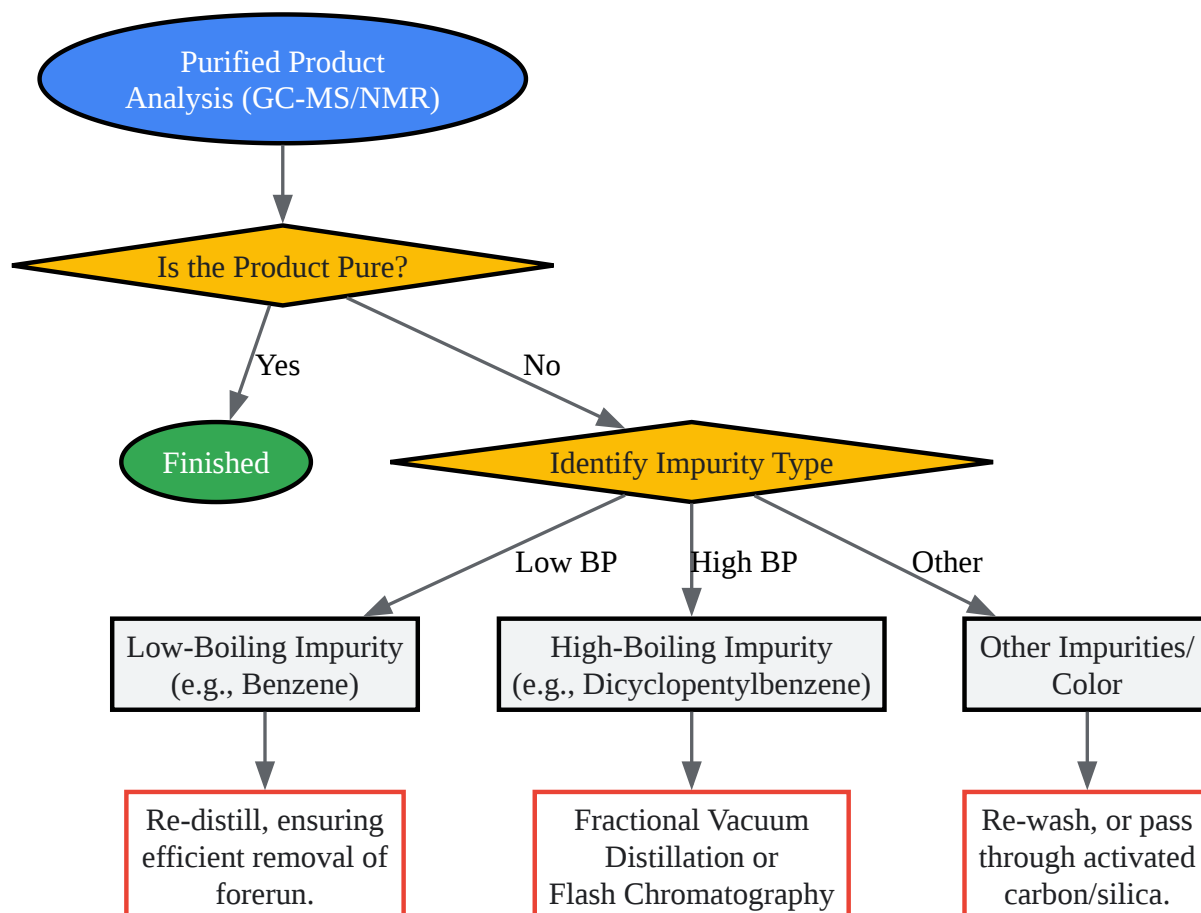 Purified Product
Analysis (GC-MS/NMR)
Is the Product Pure?
Yes
No
Finished
Identify Impurity Type
Low BP
High BP
Other
Low-Boiling Impurity
(e.g., Benzene)
High-Boiling Impurity
(e.g., Dicyclopentylbenzene)
Other Impurities/
Color
Re-distill, ensuring
efficient removal of
forerun.
Fractional Vacuum
Distillation or
Flash Chromatography
Re-wash, or pass
through activated
carbon/silica.